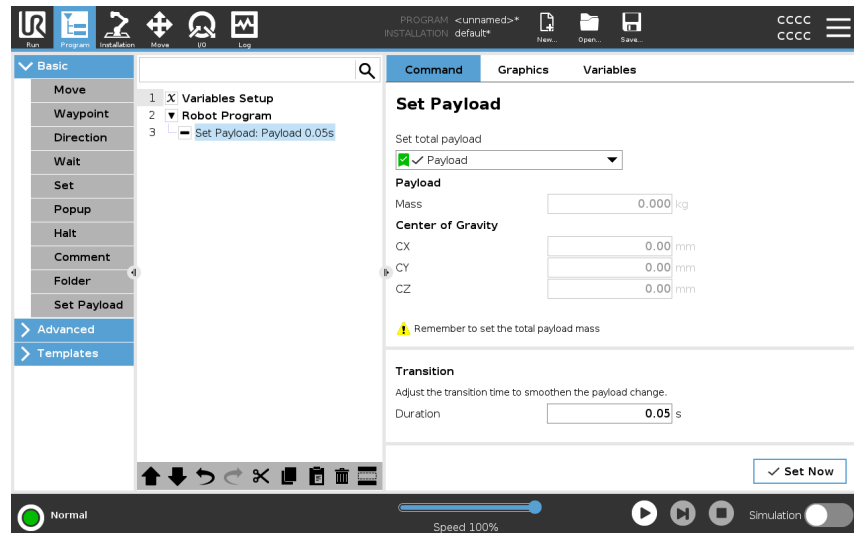 PROGRAM <unnamed>*
INSTALLATION default*
CCCC
CCCC
UR
Run
Program
Installation
Move
I/O
Log
New...
Open...
Save...
Basic
Move
Waypoint
Direction
Wait
Set
Popup
Halt
Comment
Folder
Set Payload
Advanced
Templates
1 X Variables Setup
2 Robot Program
3 Set Payload: Payload 0.05s
Command Graphics Variables
Set Payload
Set total payload
Payload
Payload
Mass 0.000 kg
Center of Gravity
CX 0.00 mm
CY 0.00 mm
CZ 0.00 mm
Remember to set the total payload mass
Transition
Adjust the transition time to smoothen the payload change.
Duration 0.05 s
Set Now
Normal
Speed 100%
Simulation